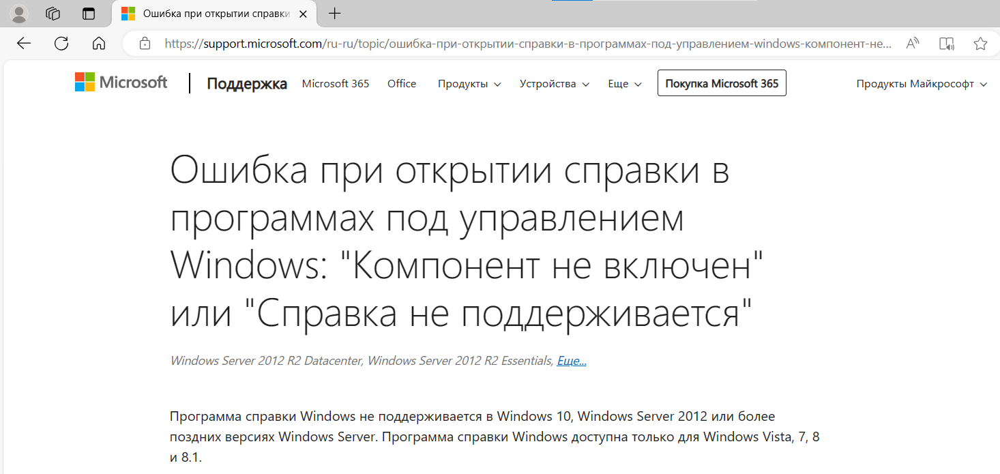 Ошибка при открытии справки
https://support.microsoft.com/ru-ru/topic/ошибка-при-открытии-справки-в-программах-под-управлением-windows-компонент-не...
Microsoft Поддержка Microsoft 365 Office Продукты Устройства Еще Покупка Microsoft 365 Продукты Майкрософт
Ошибка при открытии справки в
программах под управлением
Windows: "Компонент не включен"
или "Справка не поддерживается"
Windows Server 2012 R2 Datacenter, Windows Server 2012 R2 Essentials, Еще...
Программа справки Windows не поддерживается в Windows 10, Windows Server 2012 или более
поздних версиях Windows Server. Программа справки Windows доступна только для Windows Vista, 7, 8
и 8.1.